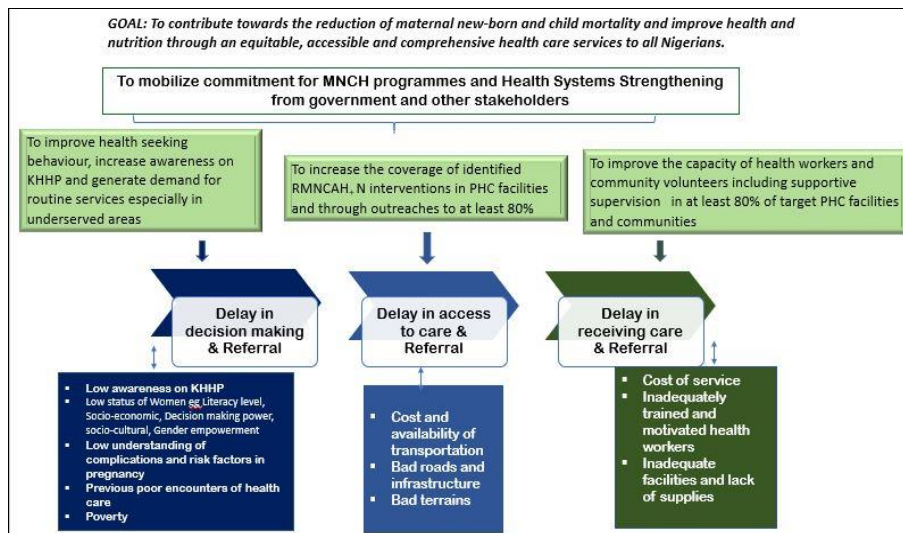 GOAL: To contribute towards the reduction of maternal new-born and child mortality and improve health and
nutrition through an equitable, accessible and comprehensive health care services to all Nigerians.
To mobilize commitment for MNCH programmes and Health Systems Strengthening
from government and other stakeholders
To improve health seeking
behaviour, increase awareness on
KHHP and generate demand for
routine services especially in
underserved areas
To increase the coverage of identified
RMNCAH, N interventions in PHC facilities
and through outreaches to at least 80%
To improve the capacity of health workers and
community volunteers including supportive
supervision in at least 80% of target PHC facilities
and communities
Delay in
decision making
& Referral
Delay in access
to care &
Referral
Delay in
receiving care
& Referral
▪ Low awareness on KHHP
▪ Low status of Women eg Literacy level,
Socio-economic, Decision making power,
socio-cultural, Gender empowerment
▪ Low understanding of
complications and risk factors in
pregnancy
▪ Previous poor encounters of health
care
▪ Poverty
▪ Cost and
availability of
transportation
▪ Bad roads and
infrastructure
▪ Bad terrains
▪ Cost of service
▪ Inadequately
trained and
motivated health
workers
▪ Inadequate
facilities and lack
of supplies